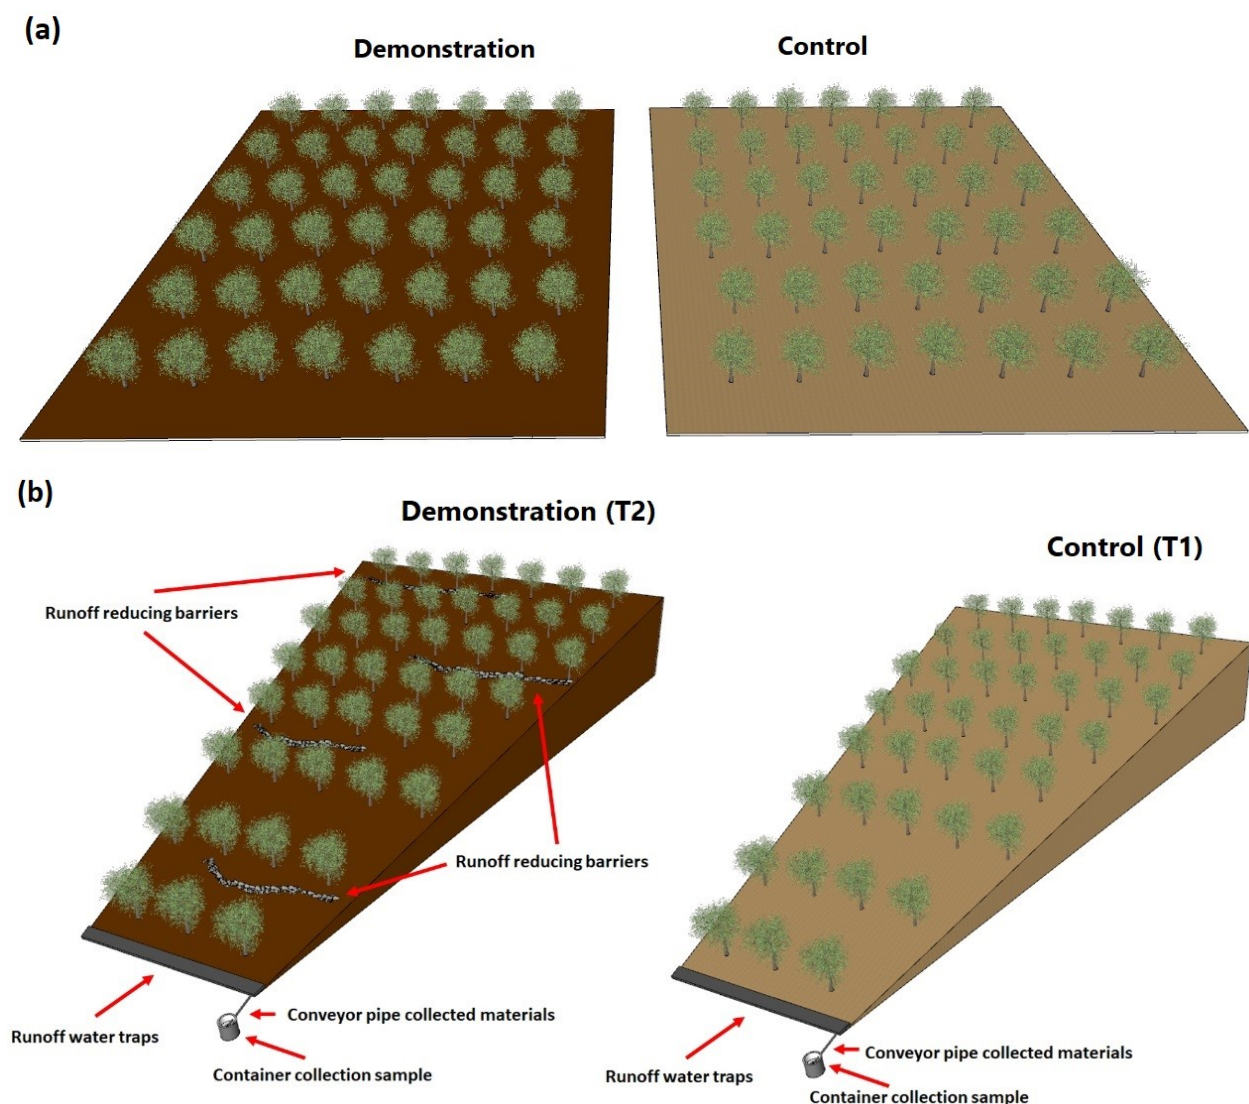 (a)
Demonstration
Control
(b)
Demonstration (T2)
Control (T1)
Runoff reducing barriers
Runoff reducing barriers
Runoff water traps
Conveyor pipe collected materials
Container collection sample
Conveyor pipe collected materials
Runoff water traps
Container collection sample